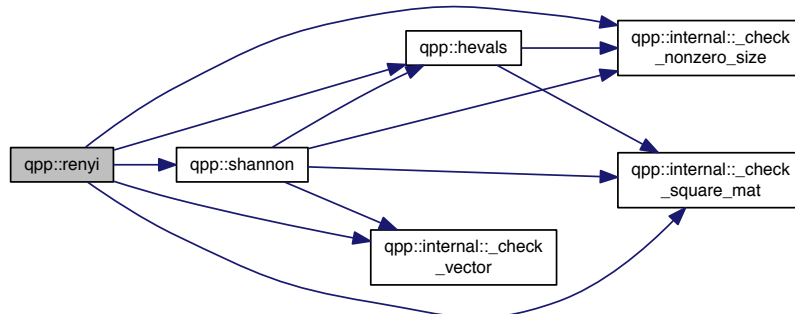 qpp::renyi
qpp::shannon
qpp::hevals
qpp::internal::_check
_vector
qpp::internal::_check
_nonzero_size
qpp::internal::_check
_square_mat